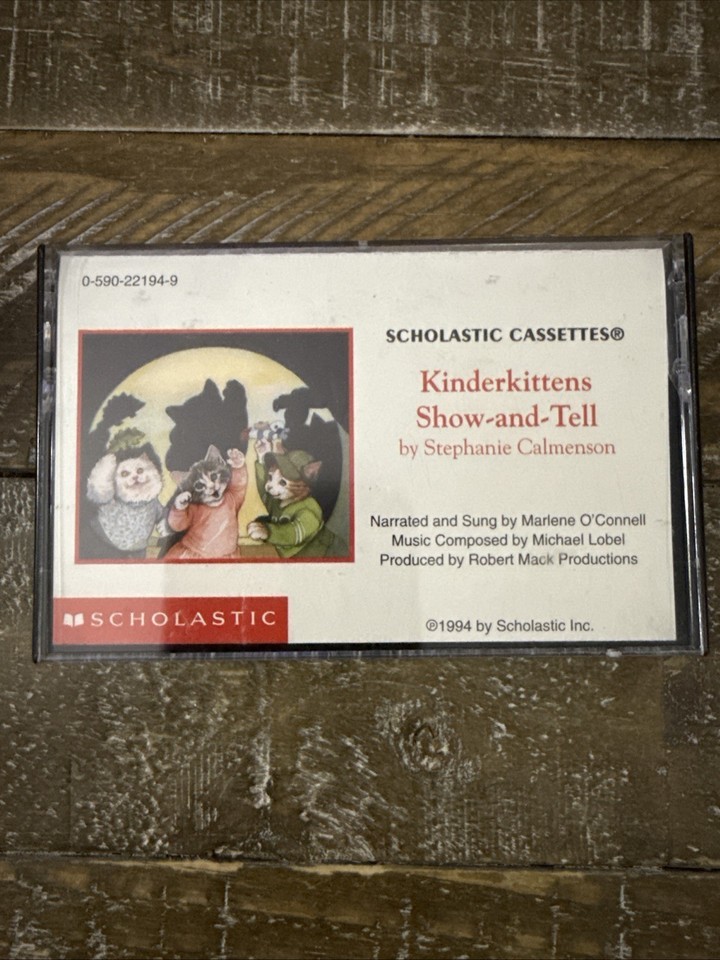 0-590-22194-9
SCHOLASTIC CASSETTES®
Kinderkittens
Show-and-Tell
by Stephanie Calmenson
Narrated and Sung by Marlene O'Connell
Music Composed by Michael Lobel
Produced by Robert Mack Productions
SCHOLASTIC
℗1994 by Scholastic Inc.